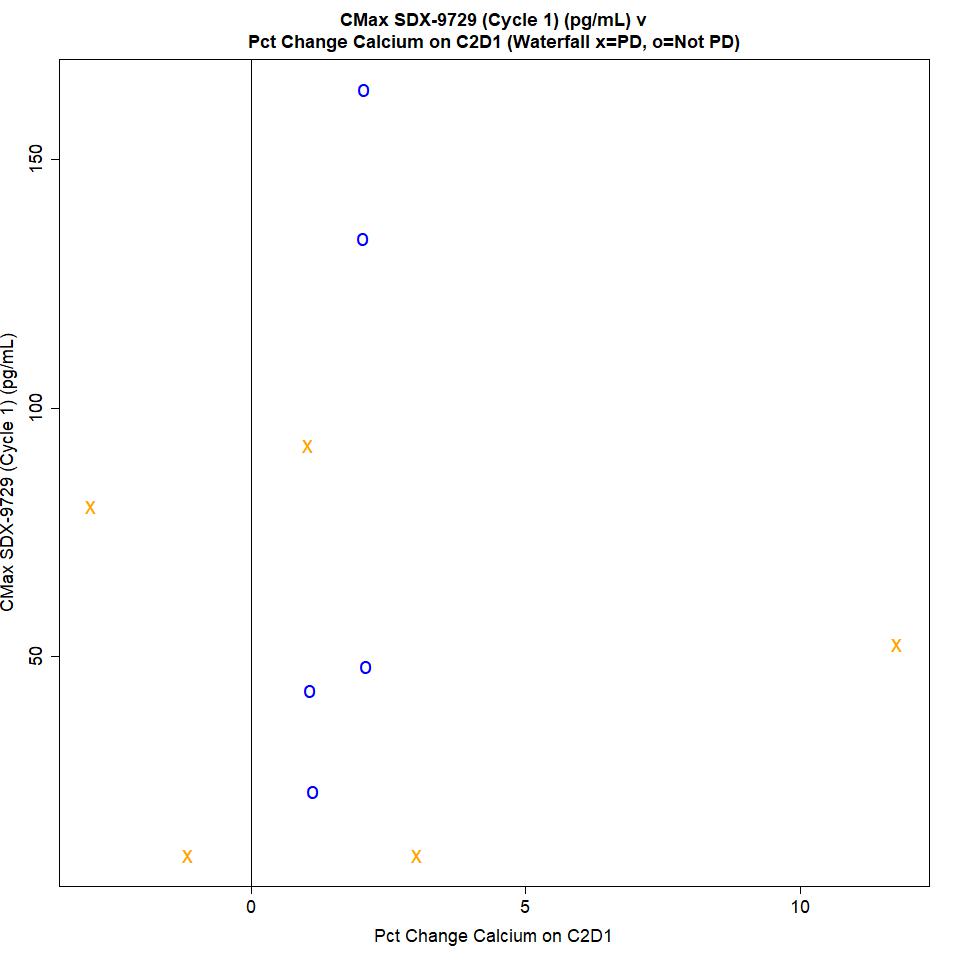 CMax SDX-9729 (Cycle 1) (pg/mL) v
Pct Change Calcium on C2D1 (Waterfall x=PD, o=Not PD)
CMax SDX-9729 (Cycle 1) (pg/mL)
150
100
50
o
o
x
x
x
o
o
o
x
x
0 5 10
Pct Change Calcium on C2D1